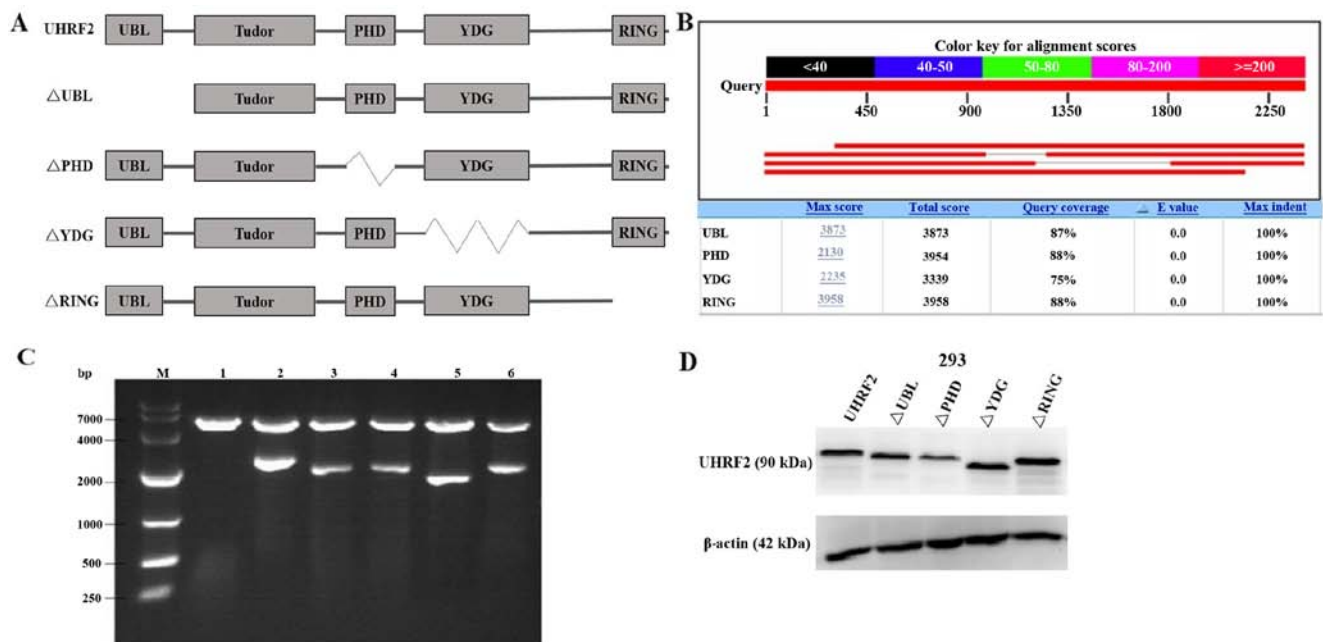 A
UHRF2 UBL Tudor PHD YDG RING
△UBL Tudor PHD YDG RING
△PHD UBL Tudor YDG RING
△YDG UBL Tudor PHD RING
△RING UBL Tudor PHD YDG
B
Color key for alignment scores
<40 40-50 50-80 80-200 >=200
Query
1 450 900 1350 1800 2250
Max score Total score Query coverage △ E value Max indent
UBL 3873 3873 87% 0.0 100%
PHD 2130 3954 88% 0.0 100%
YDG 2235 3339 75% 0.0 100%
RING 3958 3958 88% 0.0 100%
C
bp M 1 2 3 4 5 6
7000
4000
2000
1000
500
250
D
293
UHRF2 △UBL △PHD △YDG △RING
UHRF2 (90 kDa)
β-actin (42 kDa)